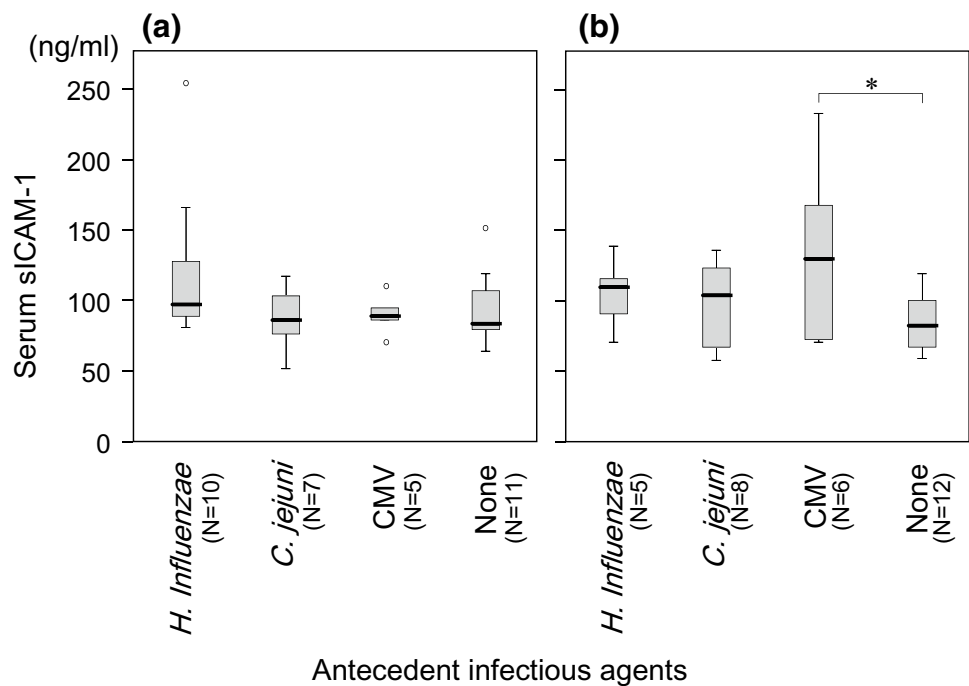 (a)
(b)
(ng/ml)
Serum sICAM-1
250
200
150
100
50
0
*
H. Influenzae
(N=10)
C. jejuni
(N=7)
CMV
(N=5)
None
(N=11)
H. Influenzae
(N=5)
C. jejuni
(N=8)
CMV
(N=6)
None
(N=12)
Antecedent infectious agents